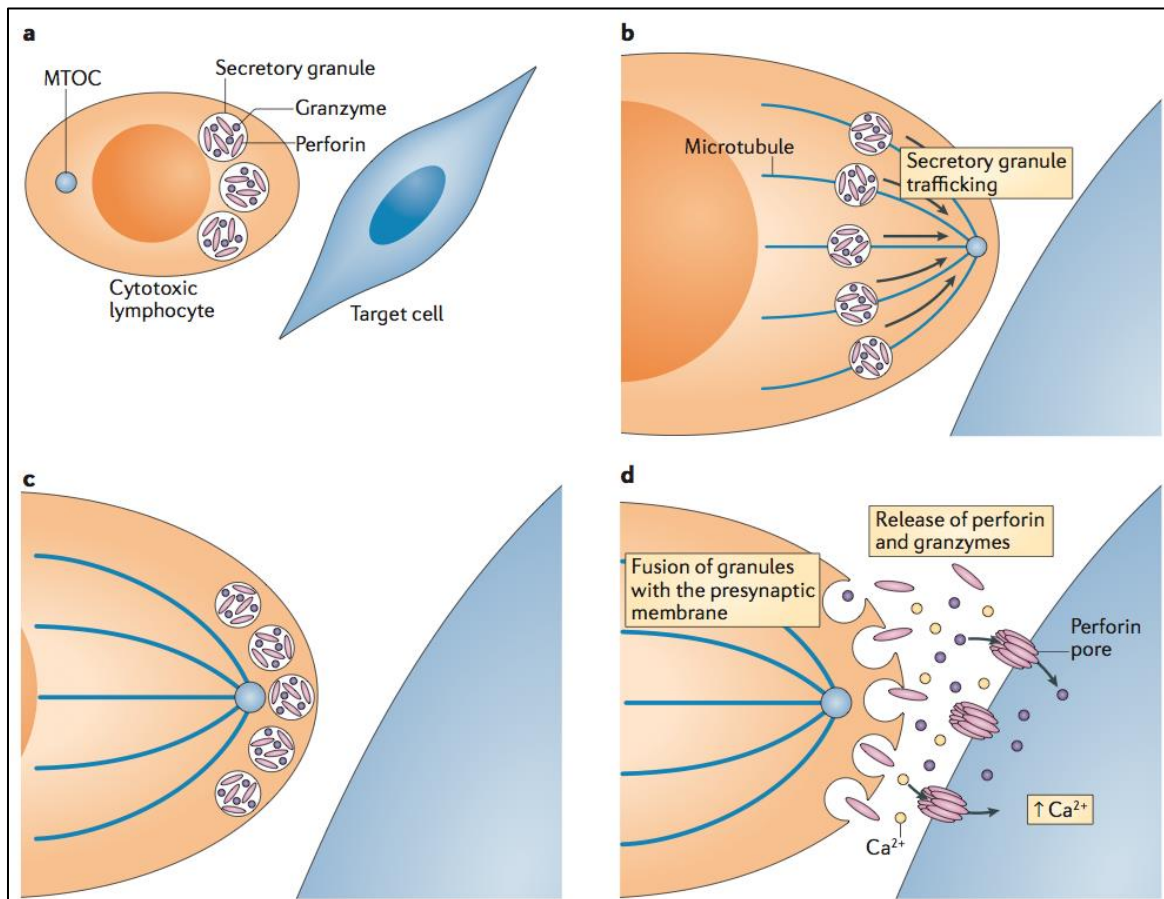 a
MTOC
Secretory granule
Granzyme
Perforin
Cytotoxic
lymphocyte
Target cell
b
Microtubule
Secretory granule
trafficking
c
d
Release of perforin
and granzymes
Fusion of granules
with the presynaptic
membrane
Perforin
pore
↑ Ca²⁺
Ca²⁺